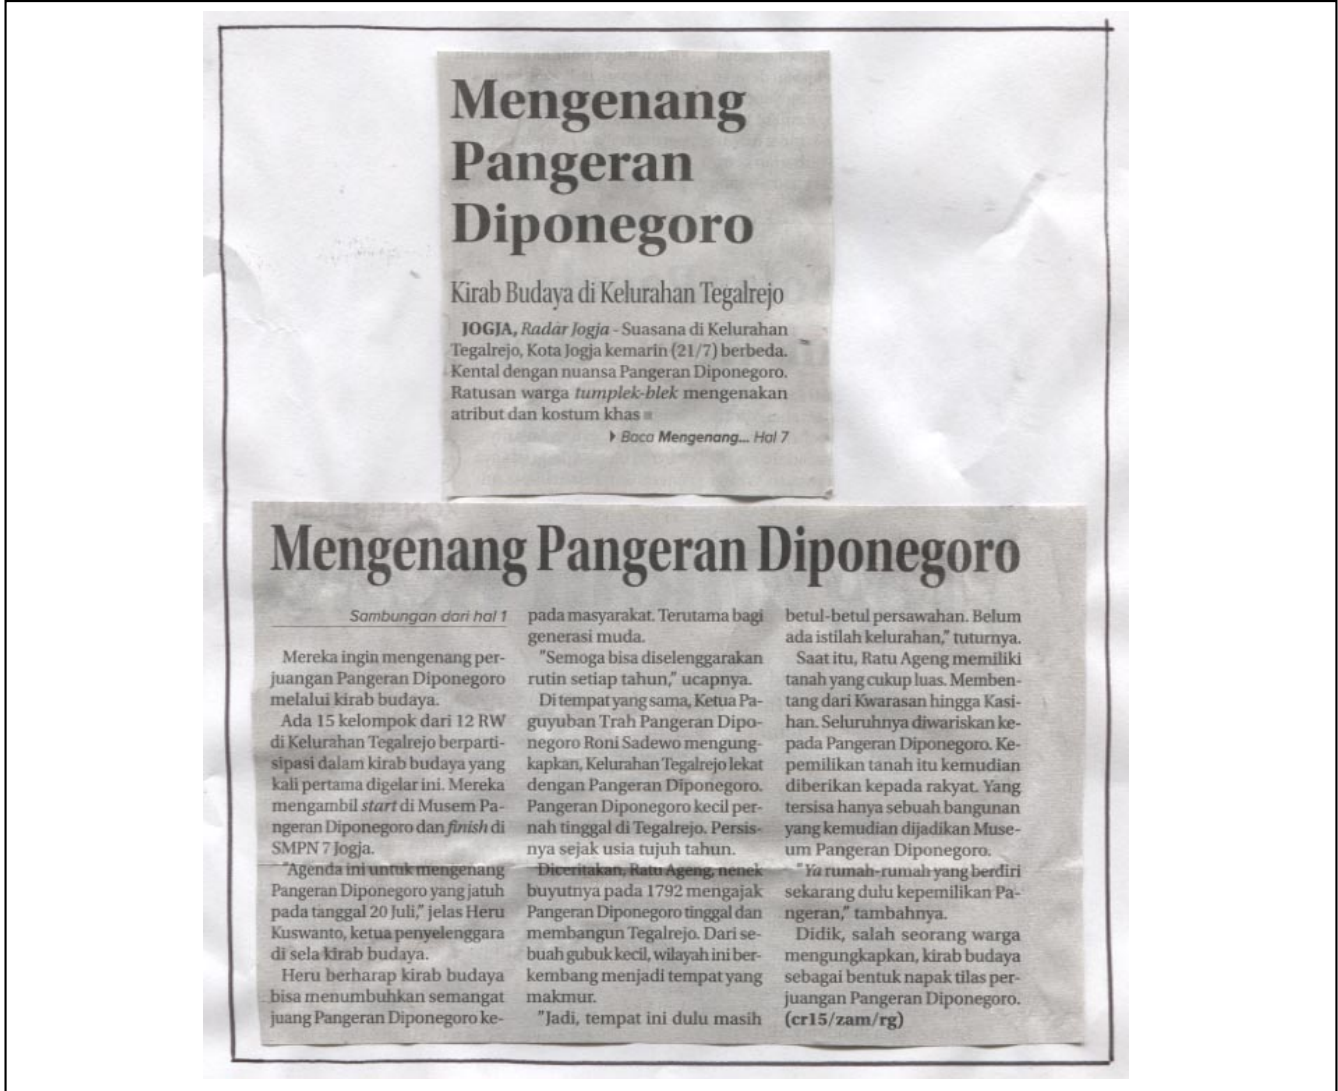 Mengenang
Pangeran
Diponegoro
Kirab Budaya di Kelurahan Tegalrejo
JOGJA, Radar Jogja - Suasana di Kelurahan
Tegalrejo, Kota Jogja kemarin (21/7) berbeda.
Kental dengan nuansa Pangeran Diponegoro.
Ratusan warga tumplek-blek mengenakan
atribut dan kostum khas
Baca Mengenang... Hal 7
Mengenang Pangeran Diponegoro
Sambungan dari hal 1
Mereka ingin mengenang per-
juangan Pangeran Diponegoro
melalui kirab budaya.
Ada 15 kelompok dari 12 RW
di Kelurahan Tegalrejo berparti-
sipasi dalam kirab budaya yang
kali pertama digelar ini. Mereka
mengambil start di Musem Pa-
ngeran Diponegoro dan finish di
SMPN 7 Jogja.
"Agenda ini untuk mengenang
Pangeran Diponegoro yang jatuh
pada tanggal 20 Juli," jelas Heru
Kuswanto, ketua penyelenggara
di sela kirab budaya.
Heru berharap kirab budaya
bisa menumbuhkan semangat
juang Pangeran Diponegoro ke-
pada masyarakat. Terutama bagi
generasi muda.
"Semoga bisa diselenggarakan
rutin setiap tahun," ucapnya.
Di tempat yang sama, Ketua Pa-
guyuban Trah Pangeran Dipo-
negoro Roni Sadewo mengung-
kapkan, Kelurahan Tegalrejo lekat
dengan Pangeran Diponegoro.
Pangeran Diponegoro kecil per-
nah tinggal di Tegalrejo. Persis-
nya sejak usia tujuh tahun.
Diceritakan, Ratu Ageng, nenek
buyutnya pada 1792 mengajak
Pangeran Diponegoro tinggal dan
membangun Tegalrejo. Dari se-
buah gubuk kecil, wilayah ini ber-
kembang menjadi tempat yang
makmur.
"Jadi, tempat ini dulu masih
betul-betul persawahan. Belum
ada istilah kelurahan," tuturnya.
Saat itu, Ratu Ageng memiliki
tanah yang cukup luas. Memben-
tang dari Kwarasan hingga Kasi-
han. Seluruhnya diwariskan ke-
pada Pangeran Diponegoro. Ke-
pemilikan tanah itu kemudian
diberikan kepada rakyat. Yang
tersisa hanya sebuah bangunan
yang kemudian dijadikan Muse-
um Pangeran Diponegoro.
"Ya rumah-rumah yang berdiri
sekarang dulu kepemilikan Pa-
ngeran," tambahnya.
Didik, salah seorang warga
mengungkapkan, kirab budaya
sebagai bentuk napak tilas per-
juangan Pangeran Diponegoro.
(cr15/zam/rg)